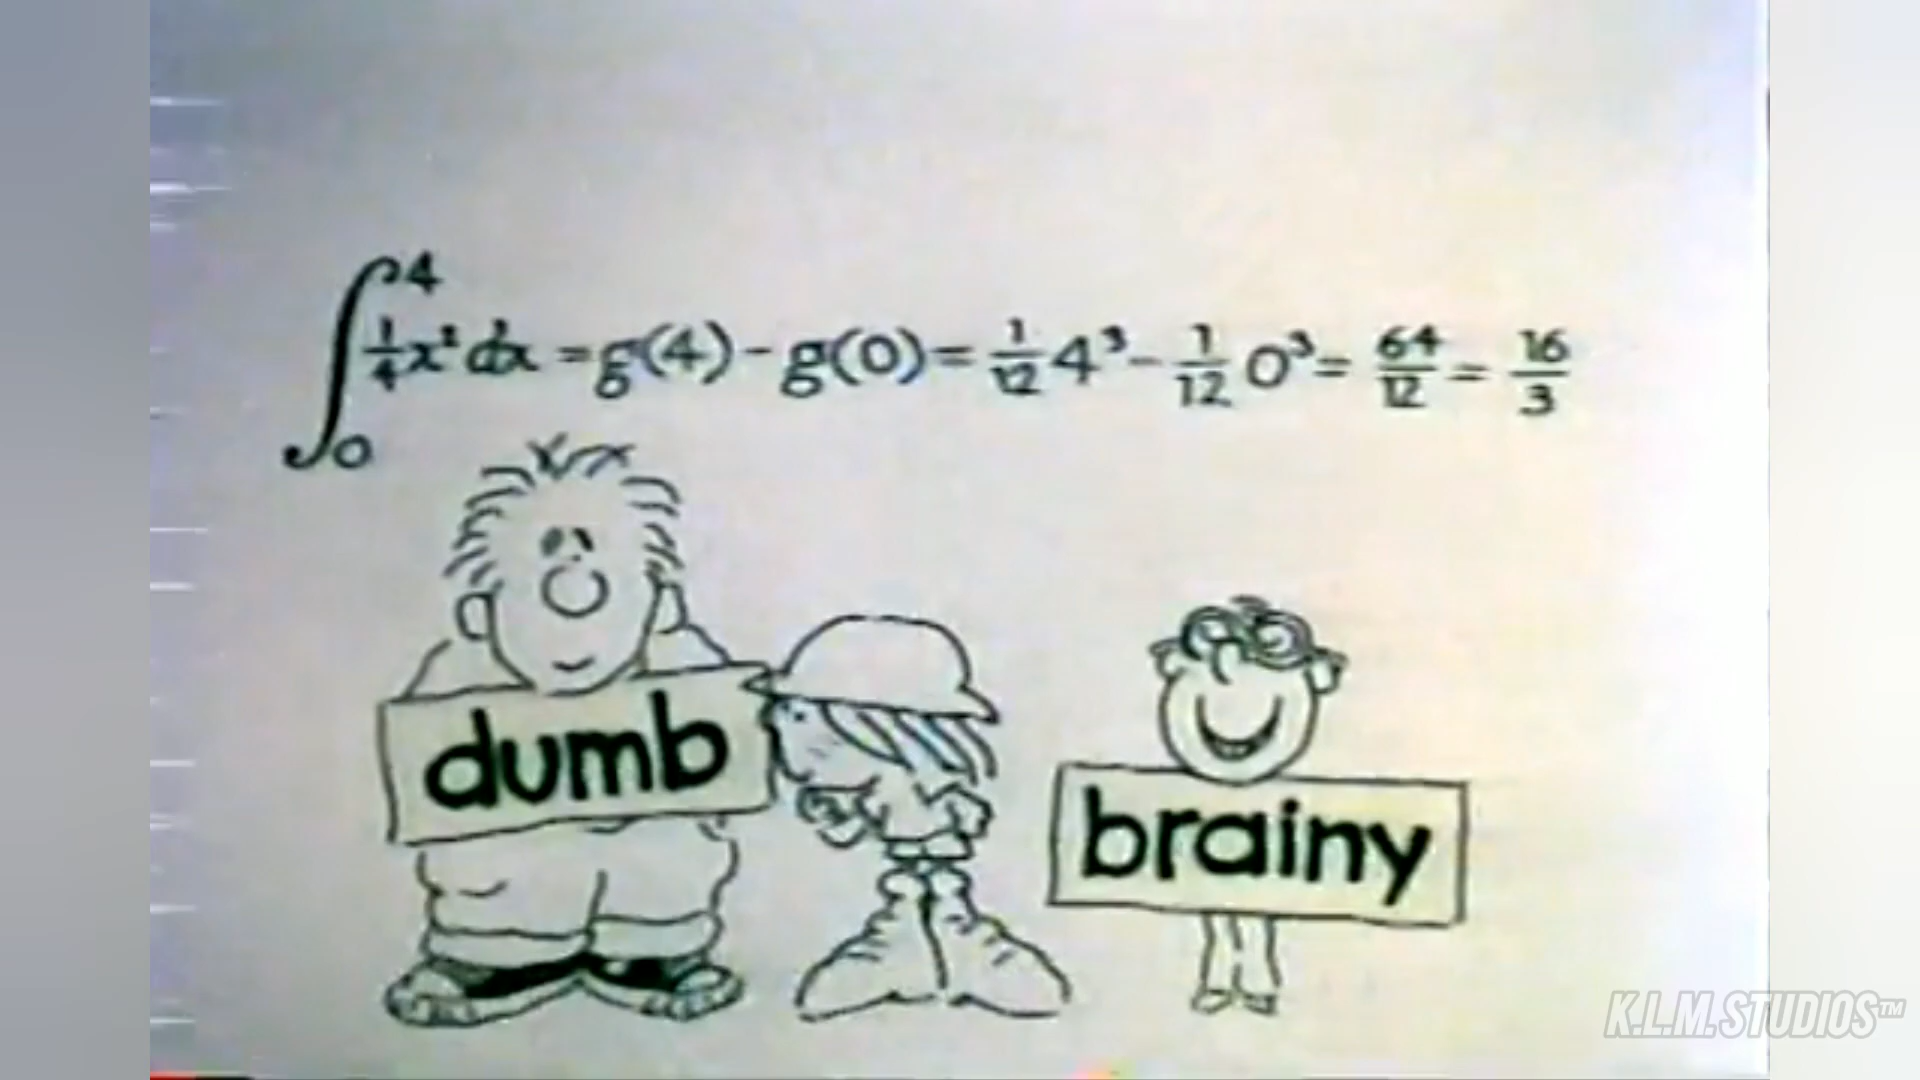 ∫₀⁴ ¼x² dx = g(4) - g(0) = 1/12 4³ - 1/12 0³ = 64/12 = 16/3
dumb
brainy
K.L.M. STUDIOS™